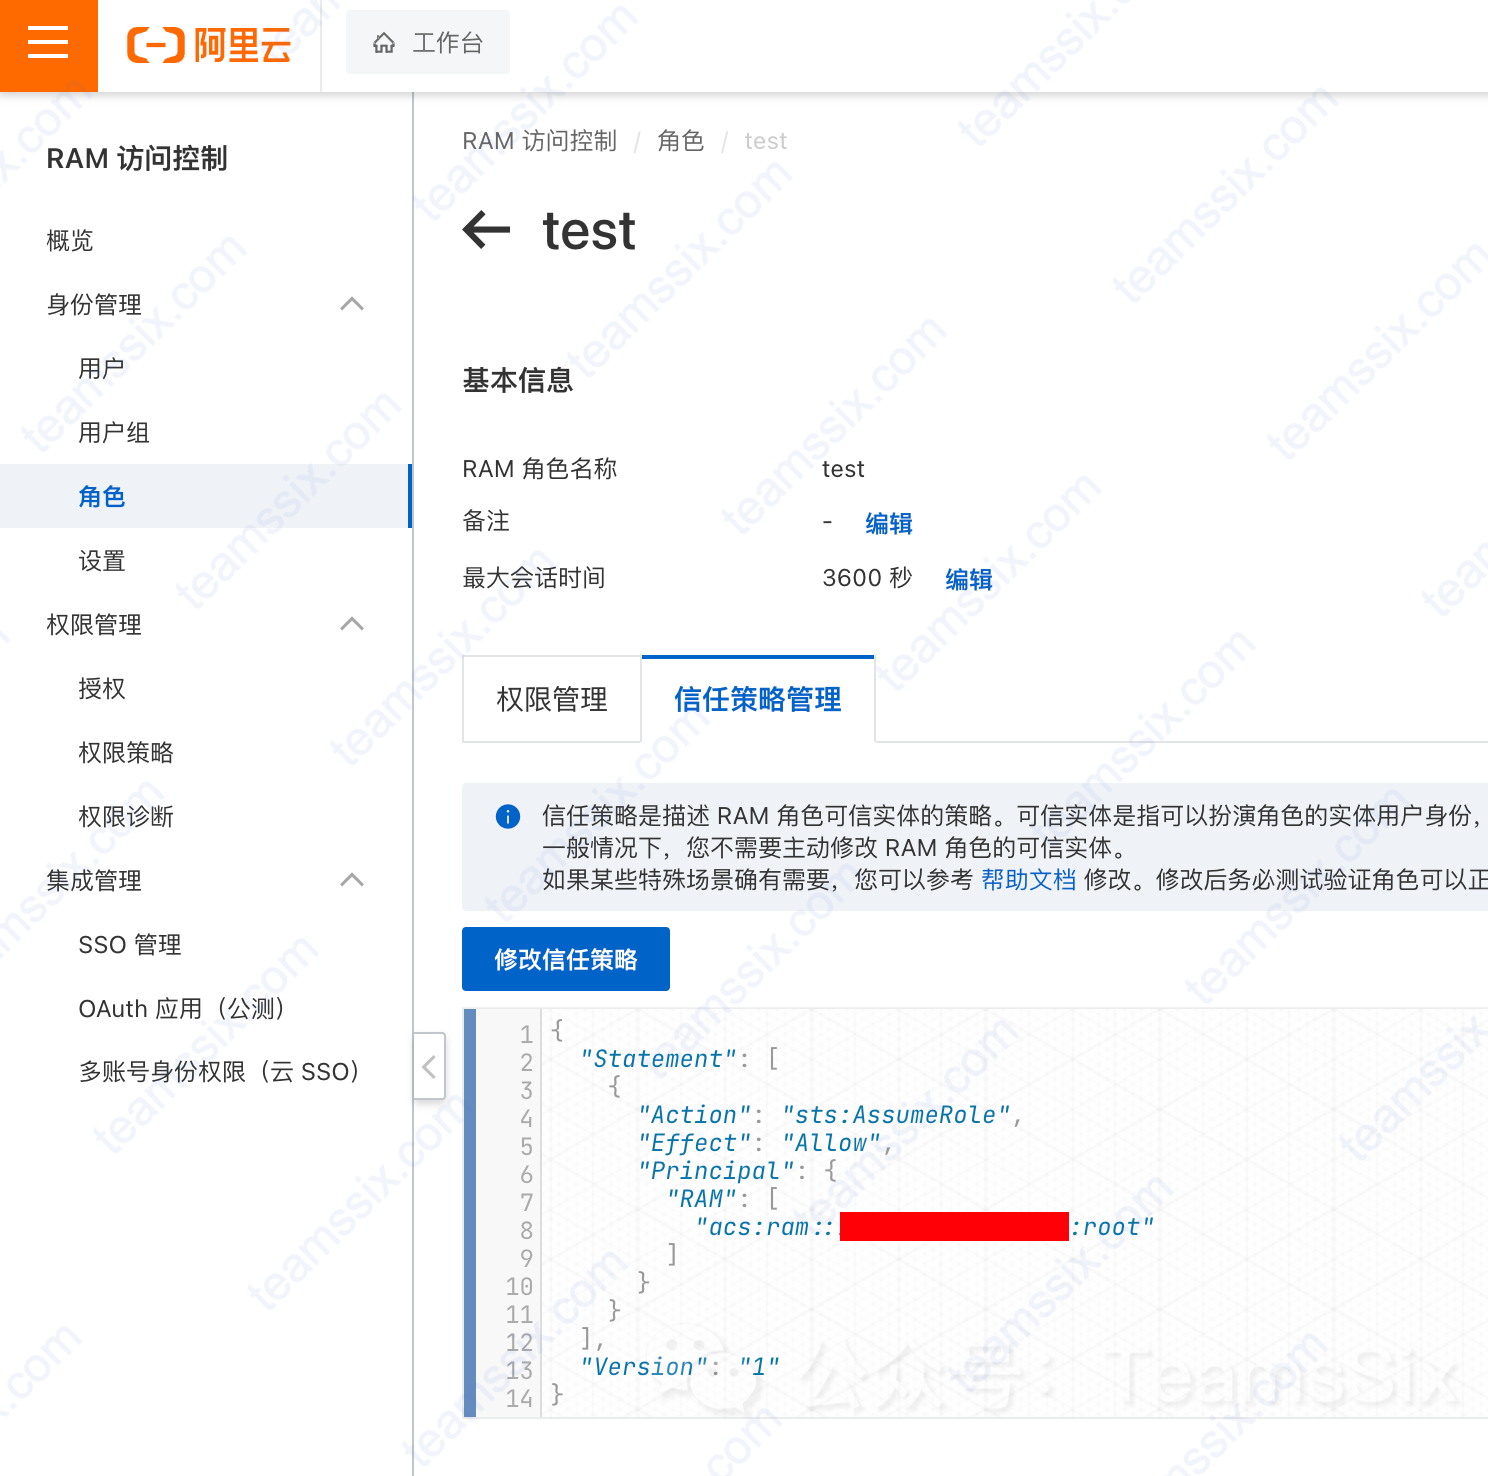 阿里云
工作台
RAM 访问控制
概览
身份管理
用户
用户组
角色
设置
权限管理
授权
权限策略
权限诊断
集成管理
SSO 管理
OAuth 应用（公测）
多账号身份权限（云 SSO）
RAM 访问控制 / 角色 / test
← test
基本信息
RAM 角色名称 test
备注 - 编辑
最大会话时间 3600 秒 编辑
权限管理
信任策略管理
信任策略是描述 RAM 角色可信实体的策略。可信实体是指可以扮演角色的实体用户身份，
一般情况下，您不需要主动修改 RAM 角色的可信实体。
如果某些特殊场景确有需要，您可以参考 帮助文档 修改。修改后务必测试验证角色可以正
修改信任策略
1 {
2 "Statement": [
3 {
4 "Action": "sts:AssumeRole",
5 "Effect": "Allow",
6 "Principal": {
7 "RAM": [
8 "acs:ram:: :root"
9 ]
10 }
11 }
12 ],
13 "Version": "1"
14 }
公众号：TeamsSix
teamssix.com